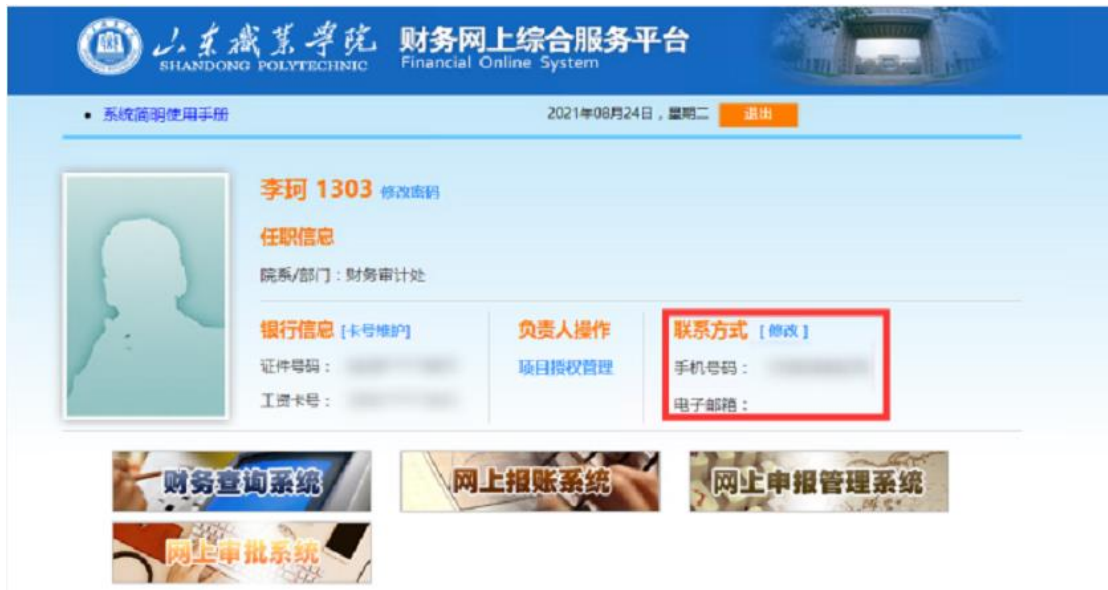 山东職業学院 财务网上综合服务平台
SHANDONG POLYTECHNIC Financial Online System
• 系统简明使用手册 2021年08月24日，星期二 退出
李珂 1303 修改密码
任职信息
院系/部门：财务审计处
银行信息 [卡号维护] 负责人操作 联系方式 [ 修改 ]
证件号码： 项目授权管理 手机号码：
工资卡号： 电子邮箱：
财务查询系统 网上报账系统 网上申报管理系统
网上审批系统